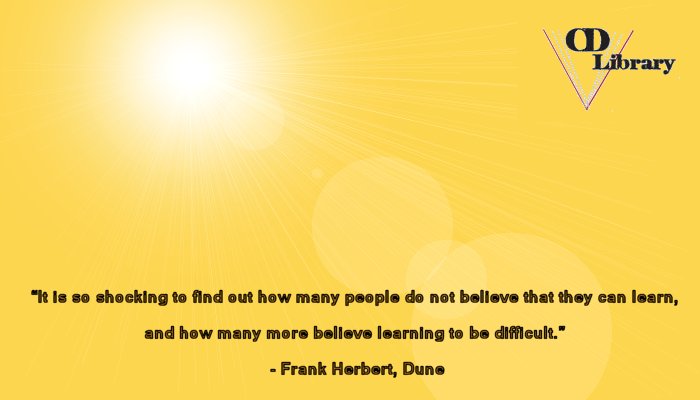 OD
Library
“It is so shocking to find out how many people do not believe that they can learn,
and how many more believe learning to be difficult.”
- Frank Herbert, Dune